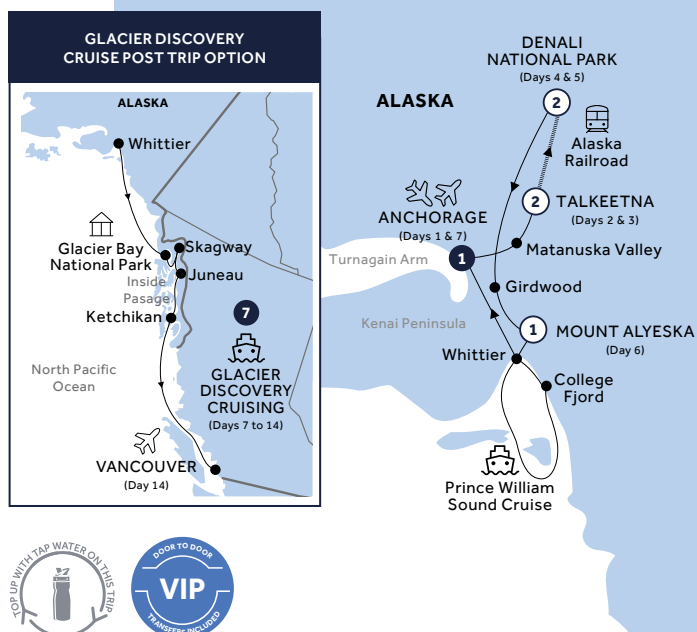 GLACIER DISCOVERY
CRUISE POST TRIP OPTION
ALASKA
Whittier
Glacier Bay
National Park
Skagway
Juneau
Inside
Pasage
Ketchikan
7
GLACIER
DISCOVERY
CRUISING
(Days 7 to 14)
North Pacific
Ocean
VANCOUVER
(Day 14)
DENALI
NATIONAL PARK
(Days 4 & 5)
ALASKA
2
Alaska
Railroad
2
TALKEETNA
(Days 2 & 3)
ANCHORAGE
(Days 1 & 7)
1
Matanuska Valley
Turnagain Arm
Girdwood
Kenai Peninsula
1
MOUNT ALYESKA
(Day 6)
Whittier
College
Fjord
Prince William
Sound Cruise
TOP UP WITH TAP WATER ON THIS TRIP
DOOR TO DOOR
VIP
TRANSFERS INCLUDED